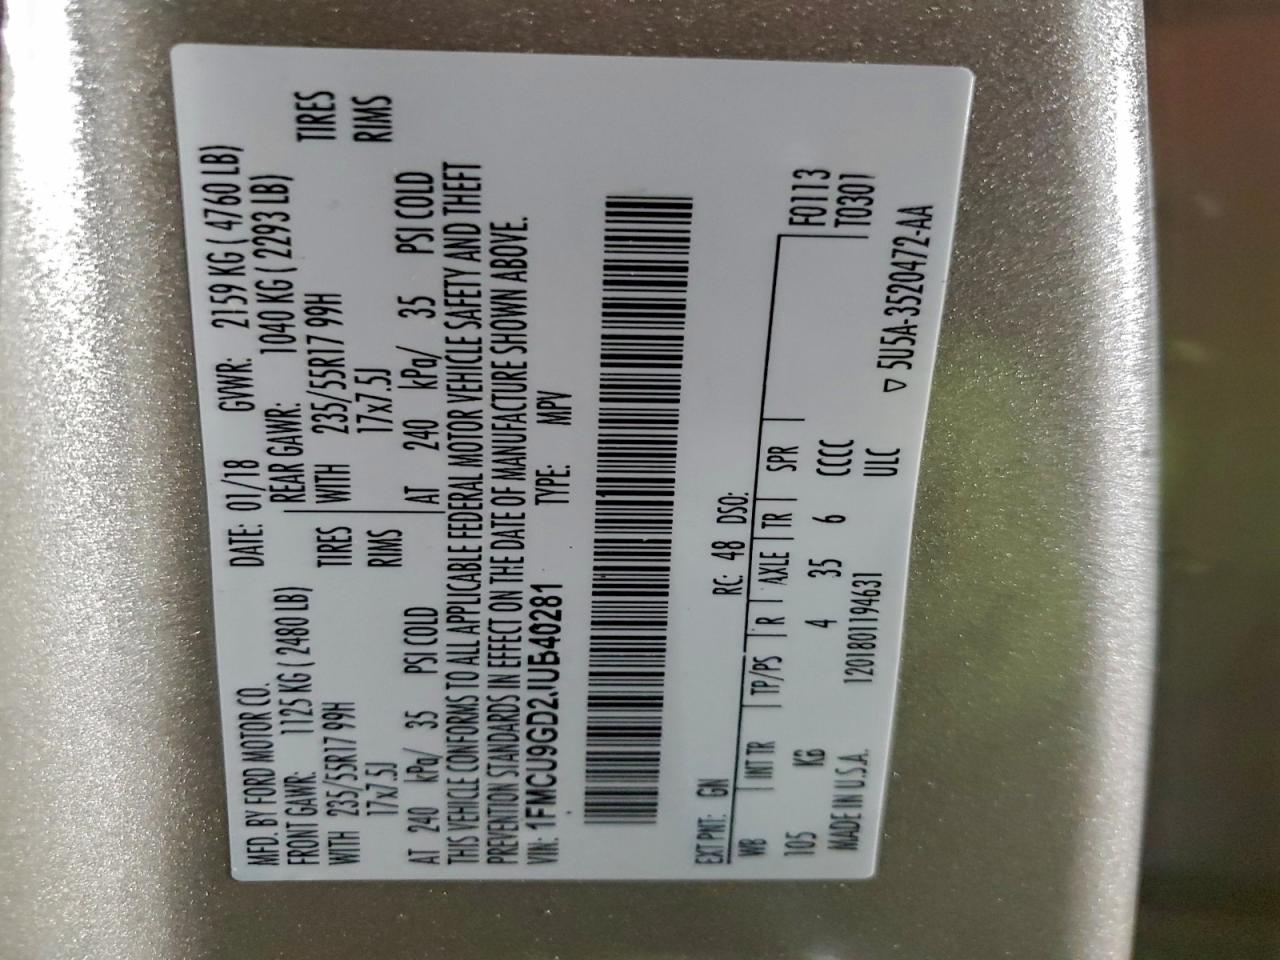 MFD. BY FORD MOTOR CO. DATE: 01/18 GVWR: 2159 KG ( 4760 LB)
FRONT GAWR: 1125 KG ( 2480 LB) REAR GAWR: 1040 KG ( 2293 LB)
WITH 235/55R17 99H TIRES WITH 235/55R17 99H TIRES
17x7.5J RIMS 17x7.5J RIMS
AT 240 kPa/ 35 PSI COLD AT 240 kPa/ 35 PSI COLD
THIS VEHICLE CONFORMS TO ALL APPLICABLE FEDERAL MOTOR VEHICLE SAFETY AND THEFT
PREVENTION STANDARDS IN EFFECT ON THE DATE OF MANUFACTURE SHOWN ABOVE.
VIN: 1FMCU9GD2JUB40281 TYPE: MPV
EXT PNT: GN RC: 48 DSO:
WB INT TR TP/PS R AXLE TR SPR F0113
105 KB 4 35 6 CCCC T0301
MADE IN U.S.A. 1201801194631 ULC
▽ 5U5A-3520472-AA